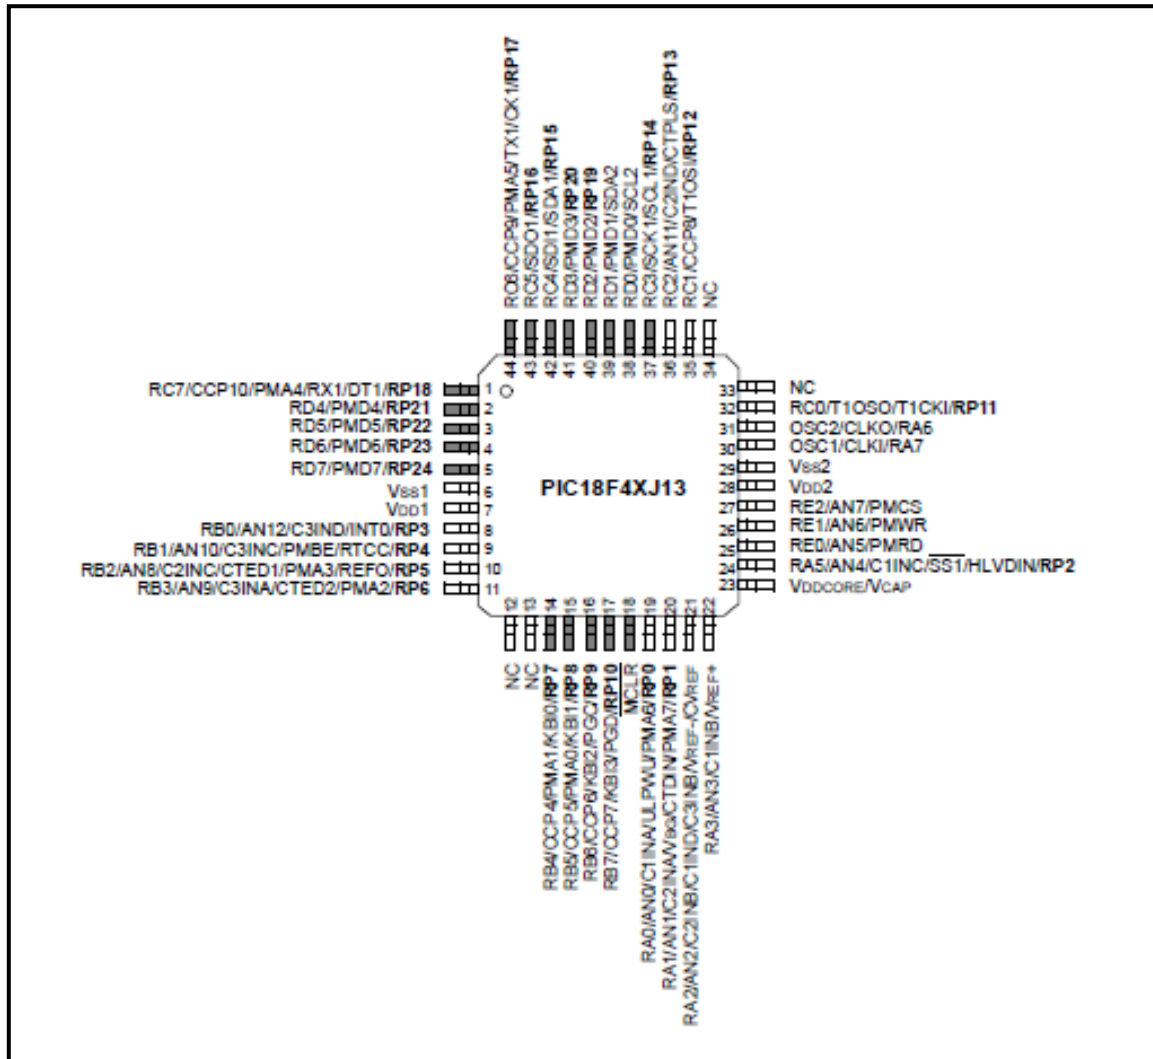 RC6/CCP9/PMA5/TX1/CK1/RP17
RC5/SDO1/RP16
RC4/SDI1/SDA1/RP15
RD3/PMD3/RP20
RD2/PMD2/RP19
RD1/PMD1/SDA2
RD0/PMD0/SCL2
RC3/SCK1/SCL1/RP14
RC2/AN11/C2IND/CTPLS/RP13
RC1/CCP8/T1OSI/RP12
NC
44 43 42 41 40 39 38 37 36 35 34
RC7/CCP10/PMA4/RX1/DT1/RP18 1
RD4/PMD4/RP21 2
RD5/PMD5/RP22 3
RD6/PMD6/RP23 4
RD7/PMD7/RP24 5
VSS1 6
VDD1 7
RB0/AN12/C3IND/INT0/RP3 8
RB1/AN10/C3INC/PMBE/RTCC/RP4 9
RB2/AN8/C2INC/CTED1/PMA3/REFO/RP5 10
RB3/AN9/C3INA/CTED2/PMA2/RP6 11
PIC18F4XJ13
33 NC
32 RC0/T1OSO/T1CKI/RP11
31 OSC2/CLKO/RA6
30 OSC1/CLKI/RA7
29 VSS2
28 VDD2
27 RE2/AN7/PMCS
26 RE1/AN6/PMWR
25 RE0/AN5/PMRD
24 RA5/AN4/C1INC/SS1/HLVDIN/RP2
23 VDDCORE/VCAP
12 13 14 15 16 17 18 19 20 21 22
NC
NC
RB4/CCP4/PMA1/KBI0/RP7
RB5/CCP5/PMA0/KBI1/RP8
RB6/CCP6/KBI2/PGC/RP9
RB7/CCP7/KBI3/PGD/RP10
MCLR
RA0/AN0/C1INA/ULPWU/PMA6/RP0
RA1/AN1/C2INA/VBG/CTDIN/PMA7/RP1
RA2/AN2/C2INB/C1IND/C3INB/VREF-/CVREF
RA3/AN3/C1INB/VREF+